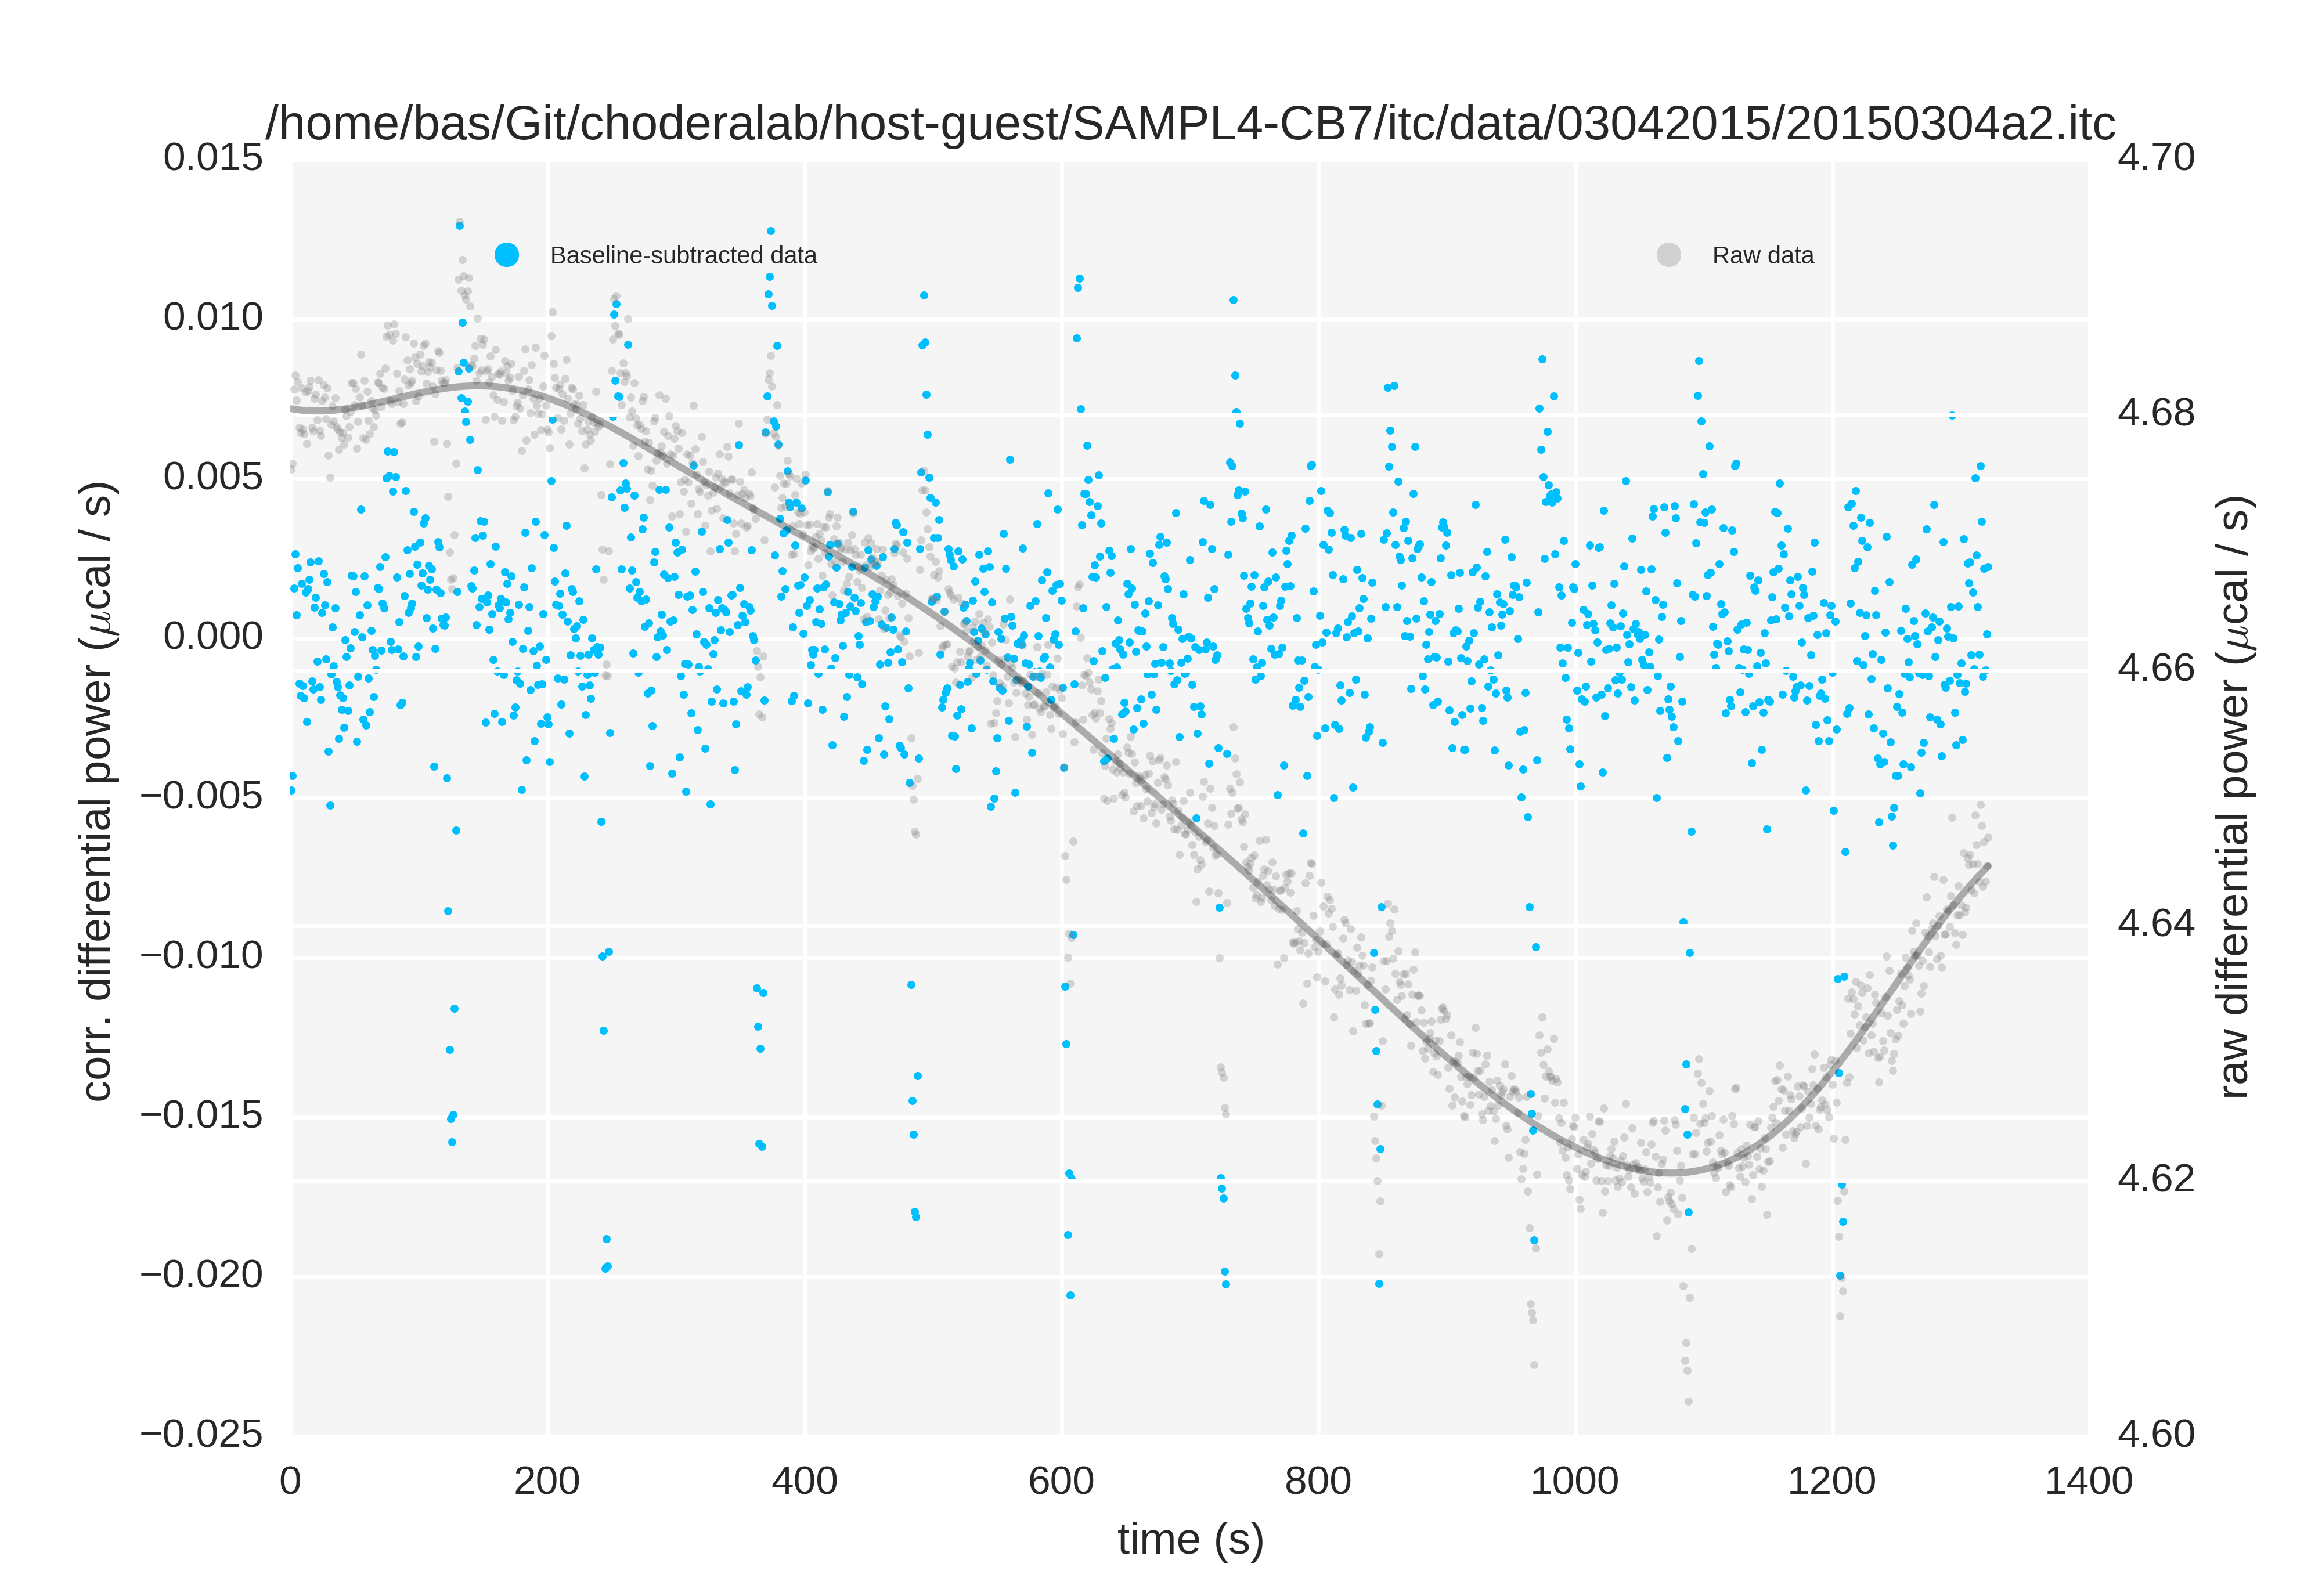 /home/bas/Git/choderalab/host-guest/SAMPL4-CB7/itc/data/03042015/20150304a2.itc
Baseline-subtracted data
Raw data
0.015
0.010
0.005
0.000
−0.005
−0.010
−0.015
−0.020
−0.025
corr. differential power (μcal / s)
4.70
4.68
4.66
4.64
4.62
4.60
raw differential power (μcal / s)
0 200 400 600 800 1000 1200 1400
time (s)